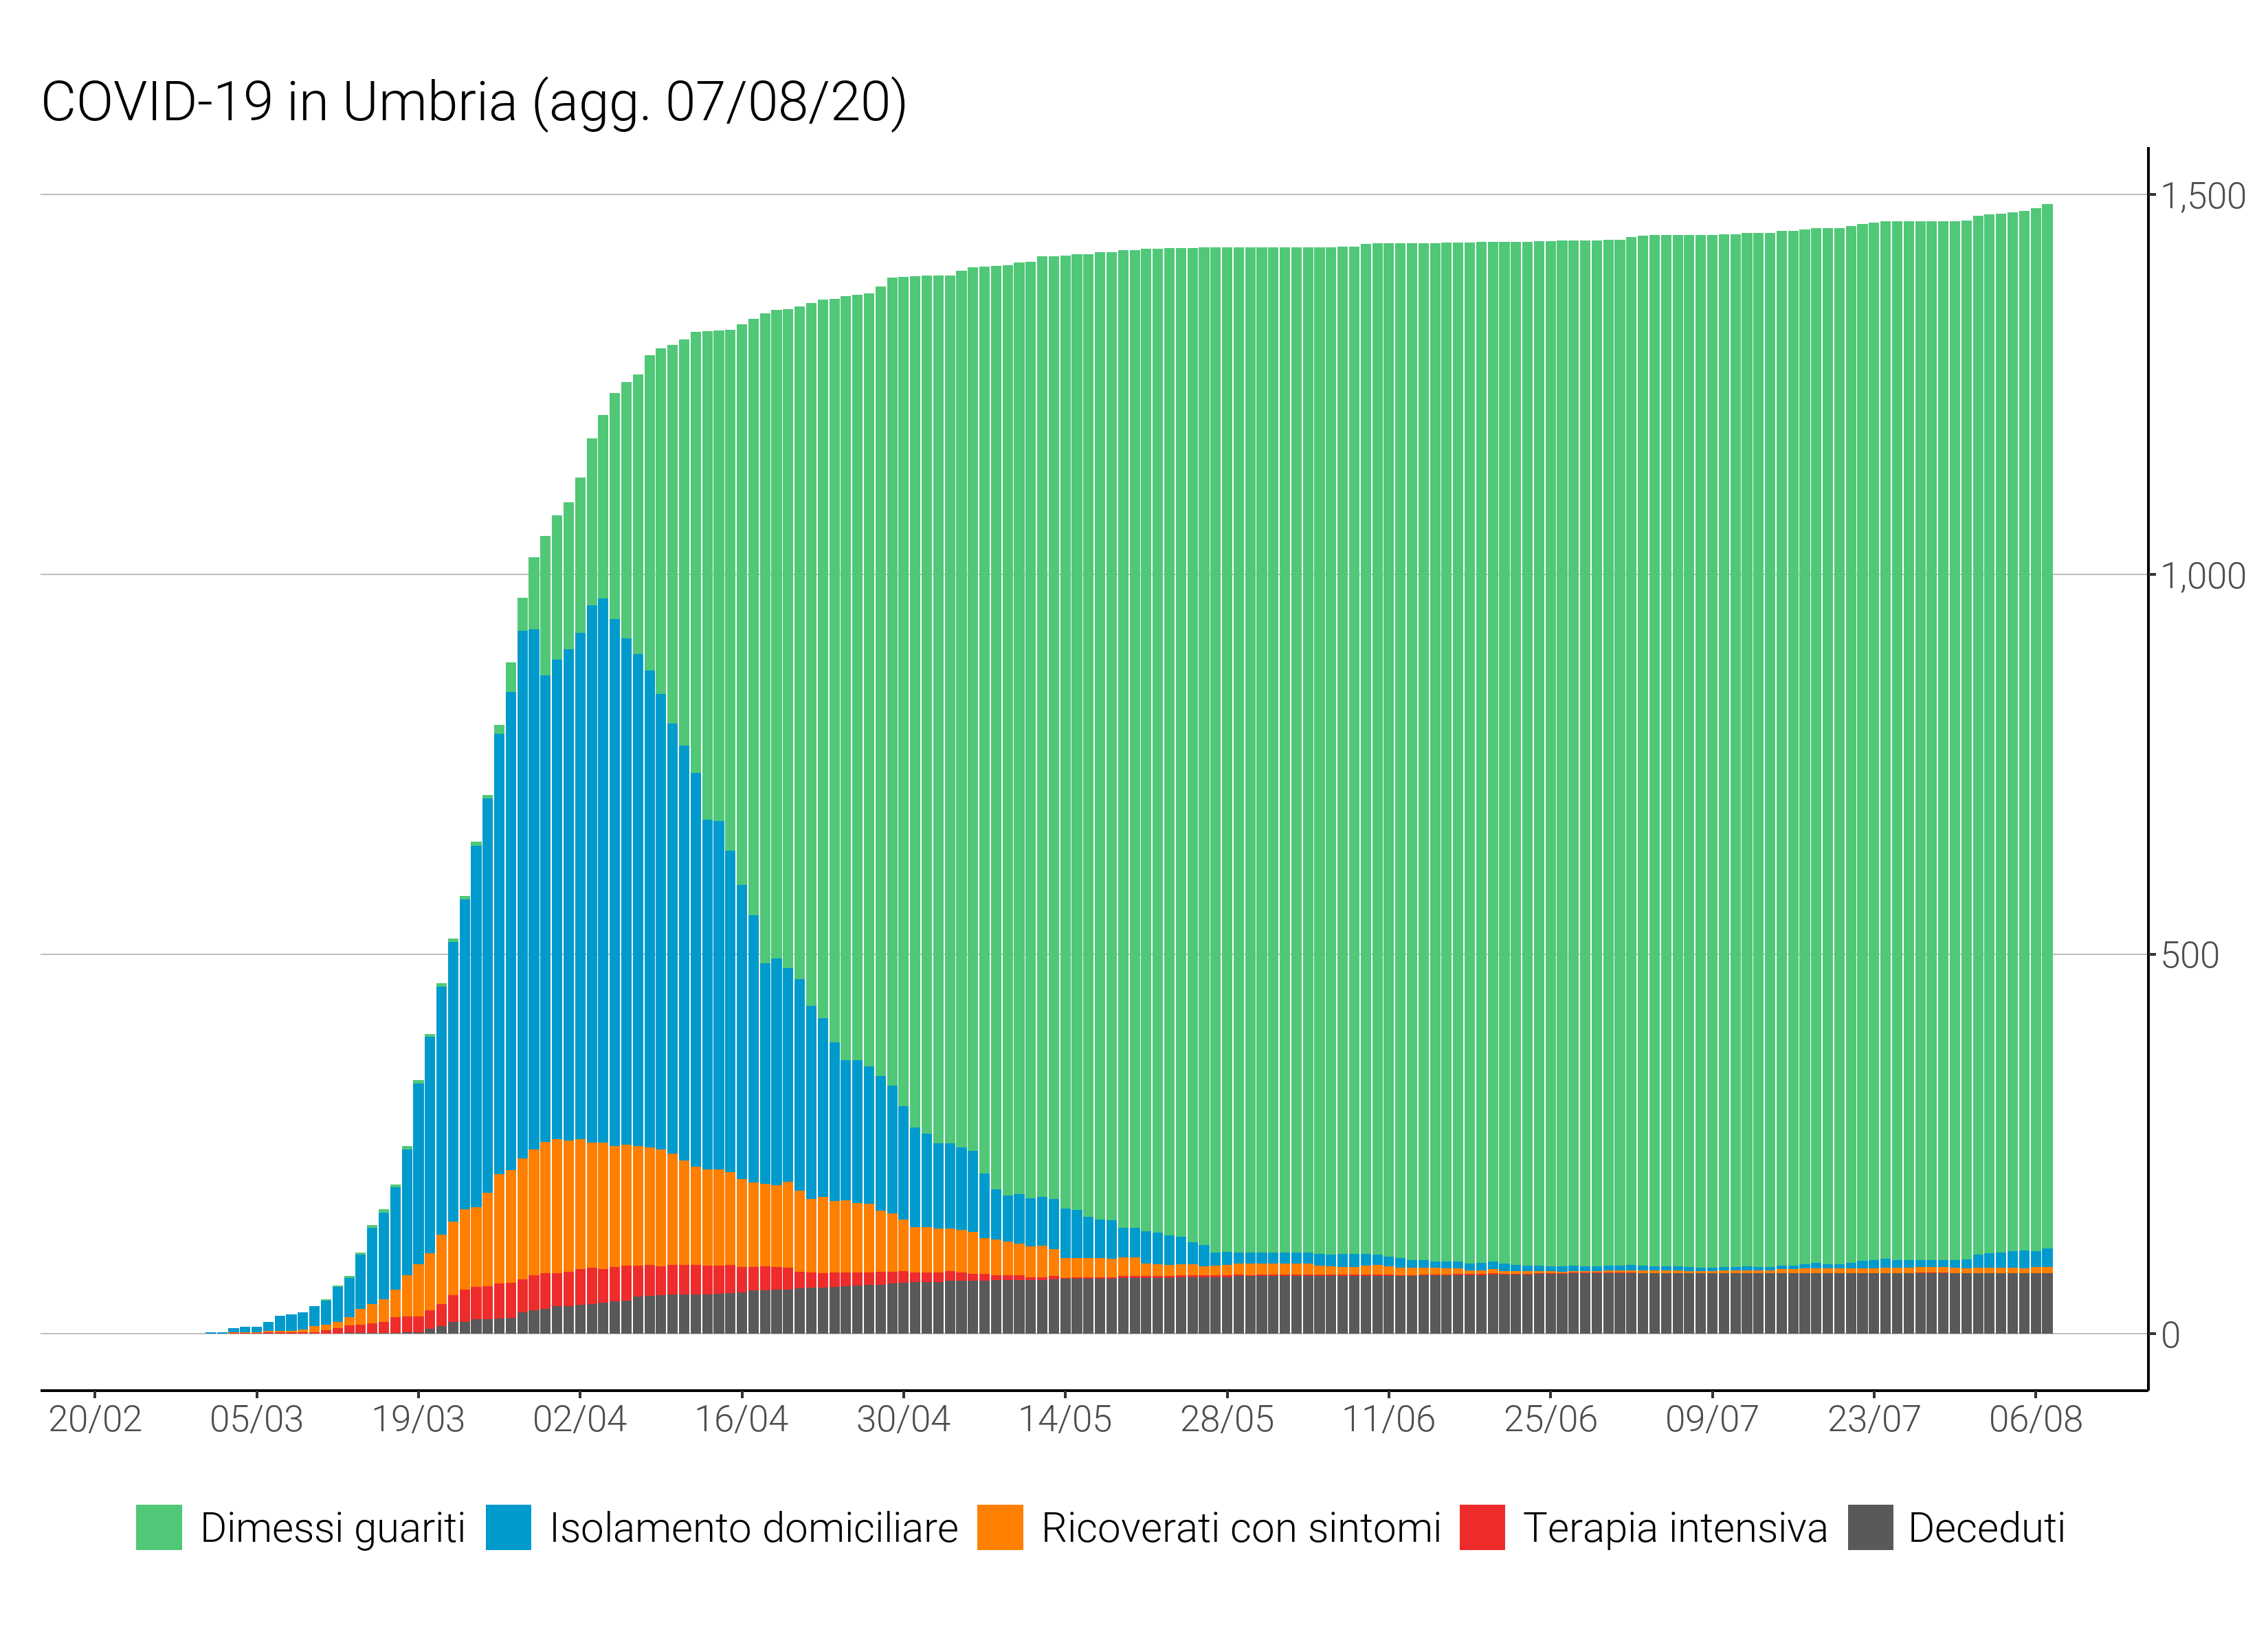 COVID-19 in Umbria (agg. 07/08/20)
1,500
1,000
500
0
20/02 05/03 19/03 02/04 16/04 30/04 14/05 28/05 11/06 25/06 09/07 23/07 06/08
Dimessi guariti Isolamento domiciliare Ricoverati con sintomi Terapia intensiva Deceduti